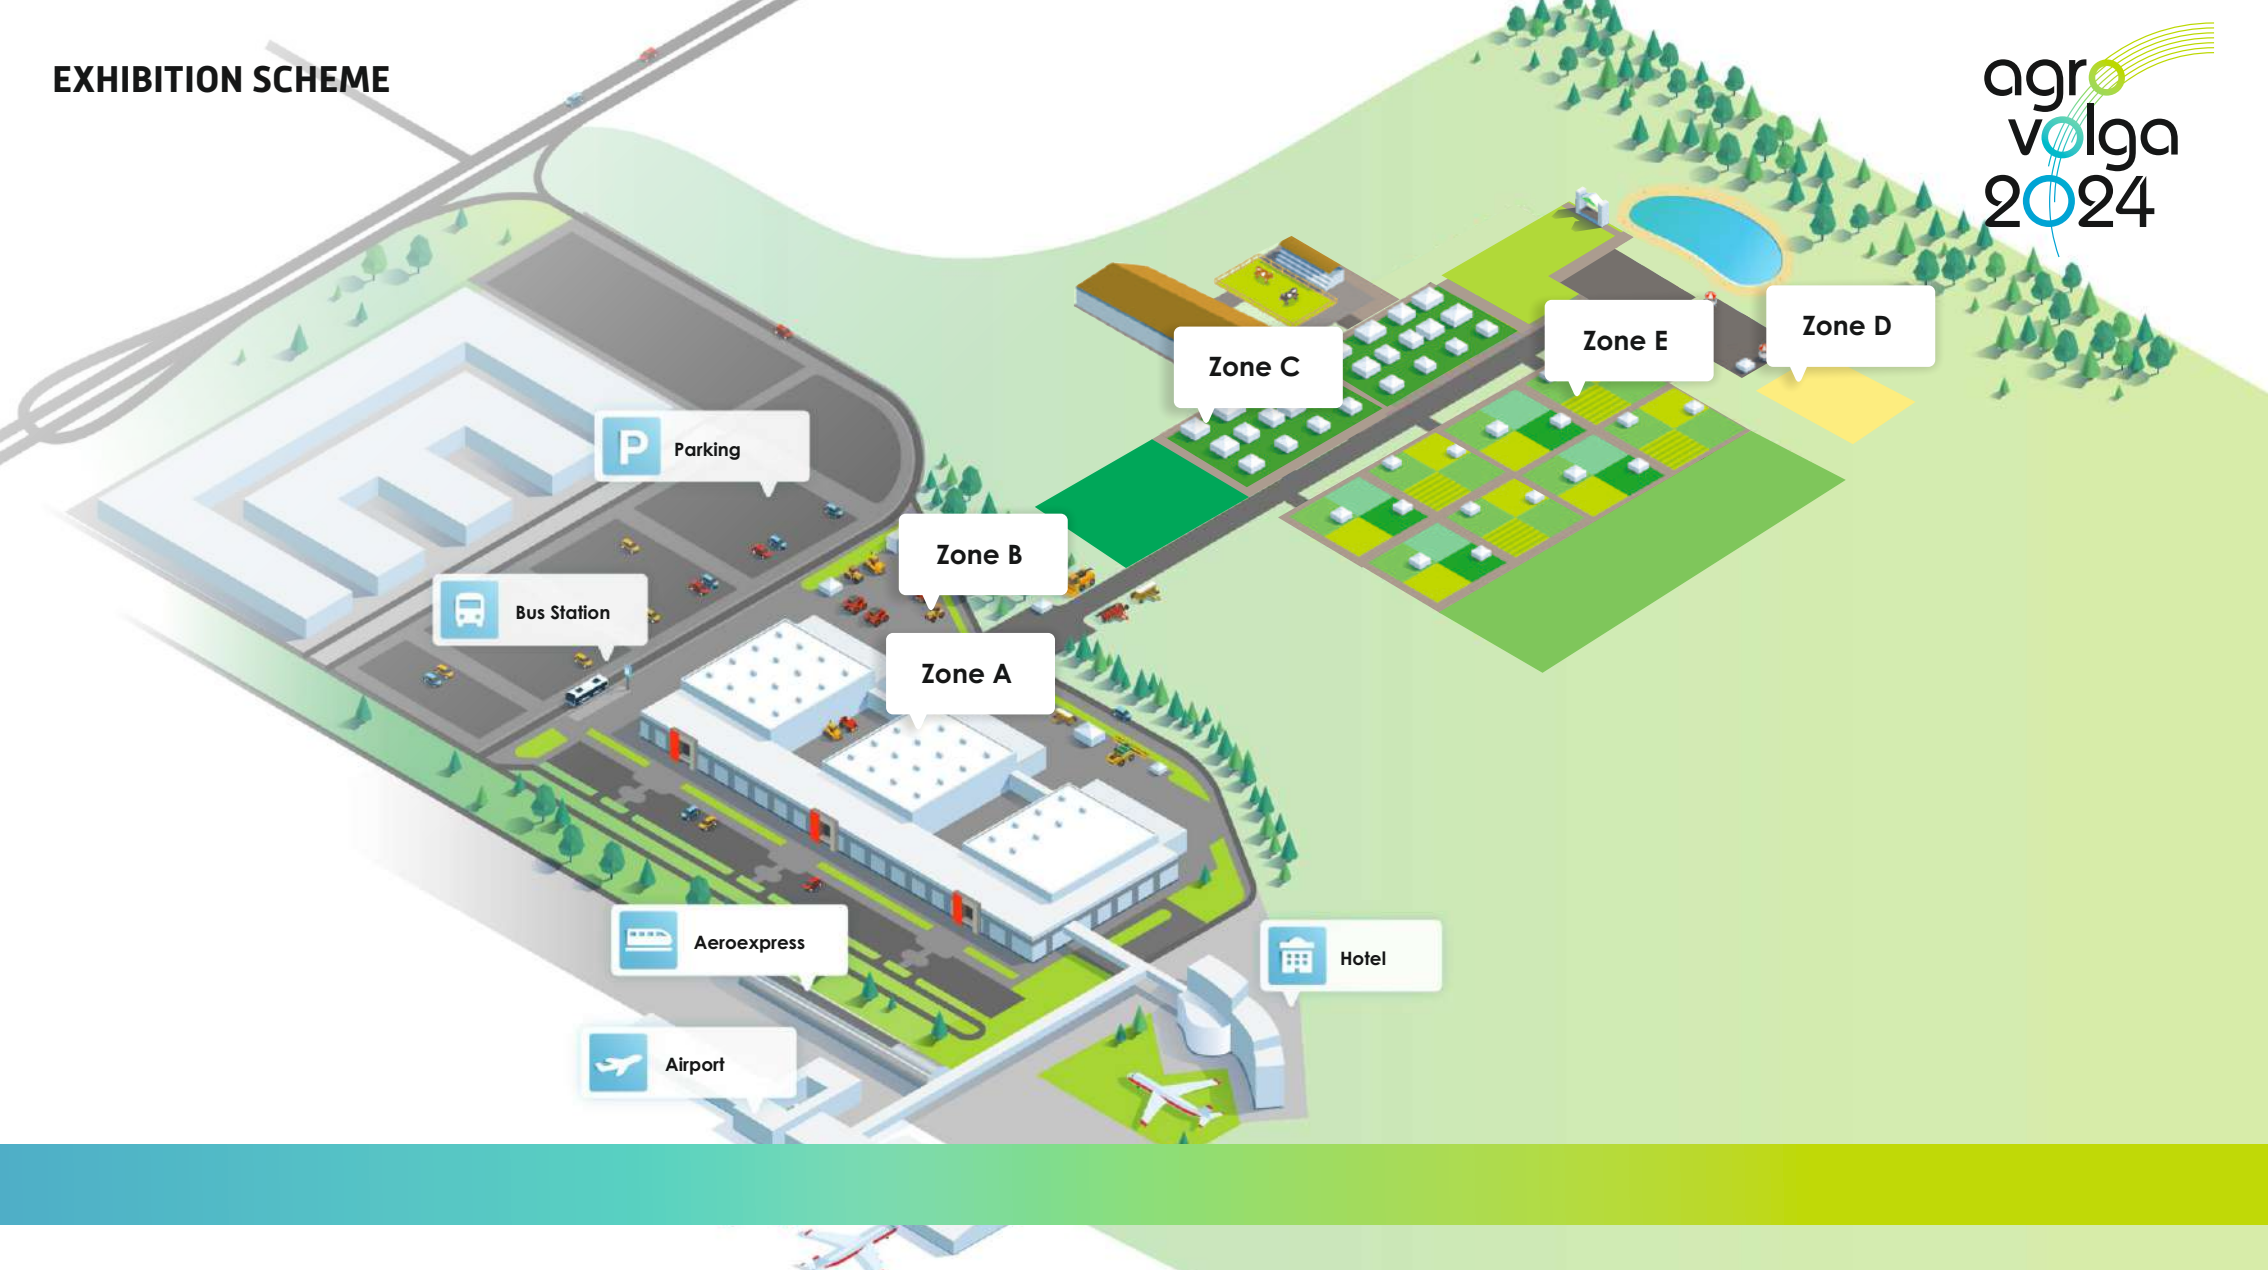 EXHIBITION SCHEME
agro
volga
2024
Zone C
Zone E
Zone D
Parking
Zone B
Bus Station
Zone A
Aeroexpress
Hotel
Airport